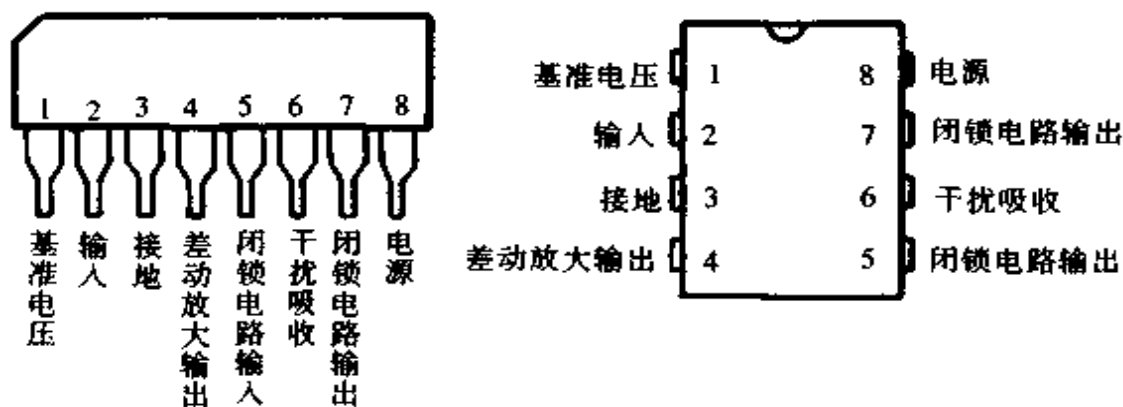 1 2 3 4 5 6 7 8
基准电压
输入
接地
差动放大输出
闭锁电路输入
干扰吸收
闭锁电路输出
电源
基准电压 1 8 电源
输人 2 7 闭锁电路输出
接地 3 6 干扰吸收
差动放大输出 4 5 闭锁电路输出